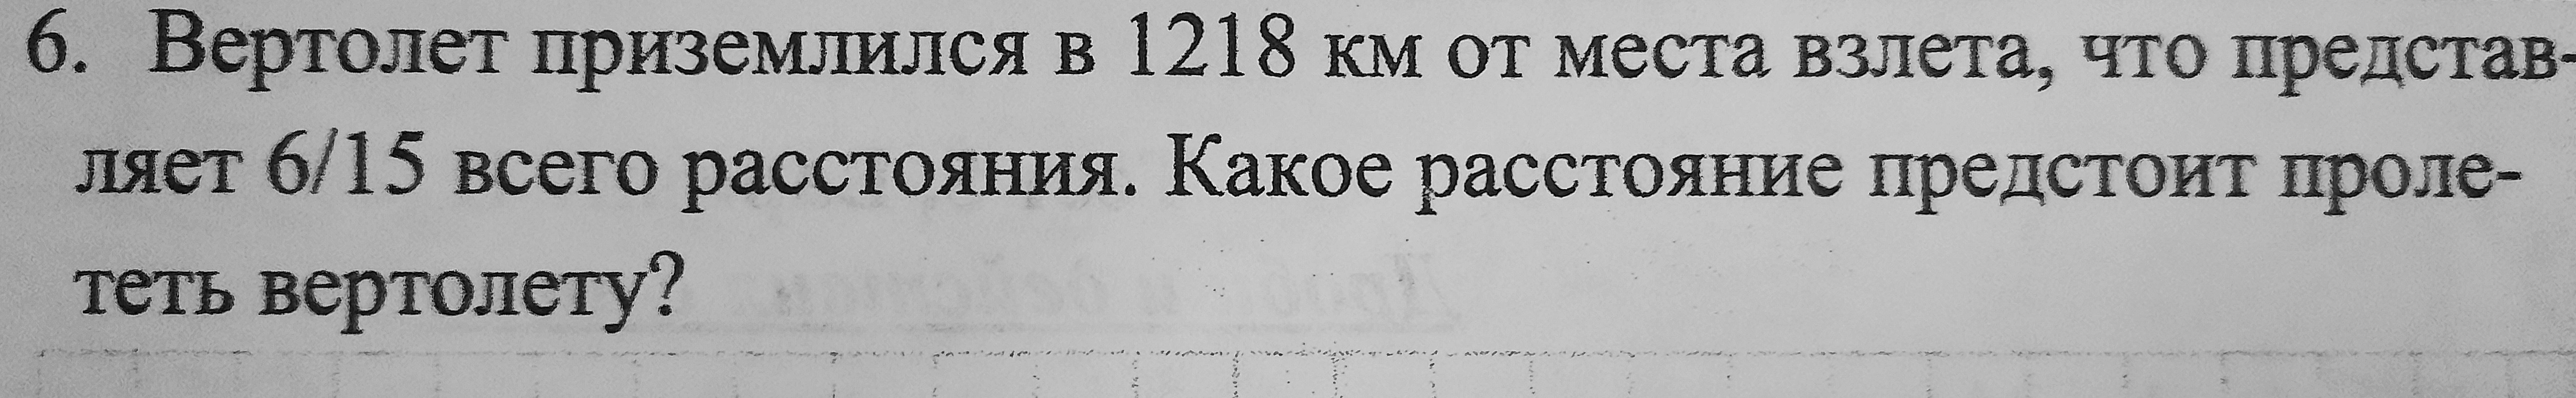 6. Вертолет приземлился в 1218 км от места взлета, что представ-
ляет 6/15 всего расстояния. Какое расстояние предстоит проле-
теть вертолету?